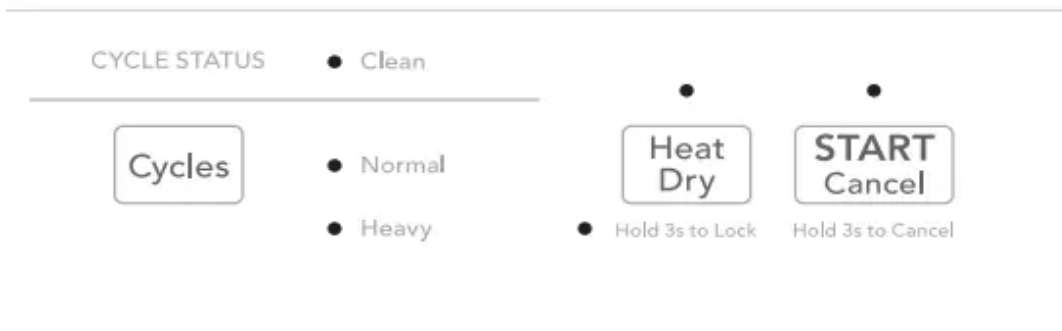 CYCLE STATUS
Clean
Cycles
Normal
Heavy
Heat
Dry
Hold 3s to Lock
START
Cancel
Hold 3s to Cancel